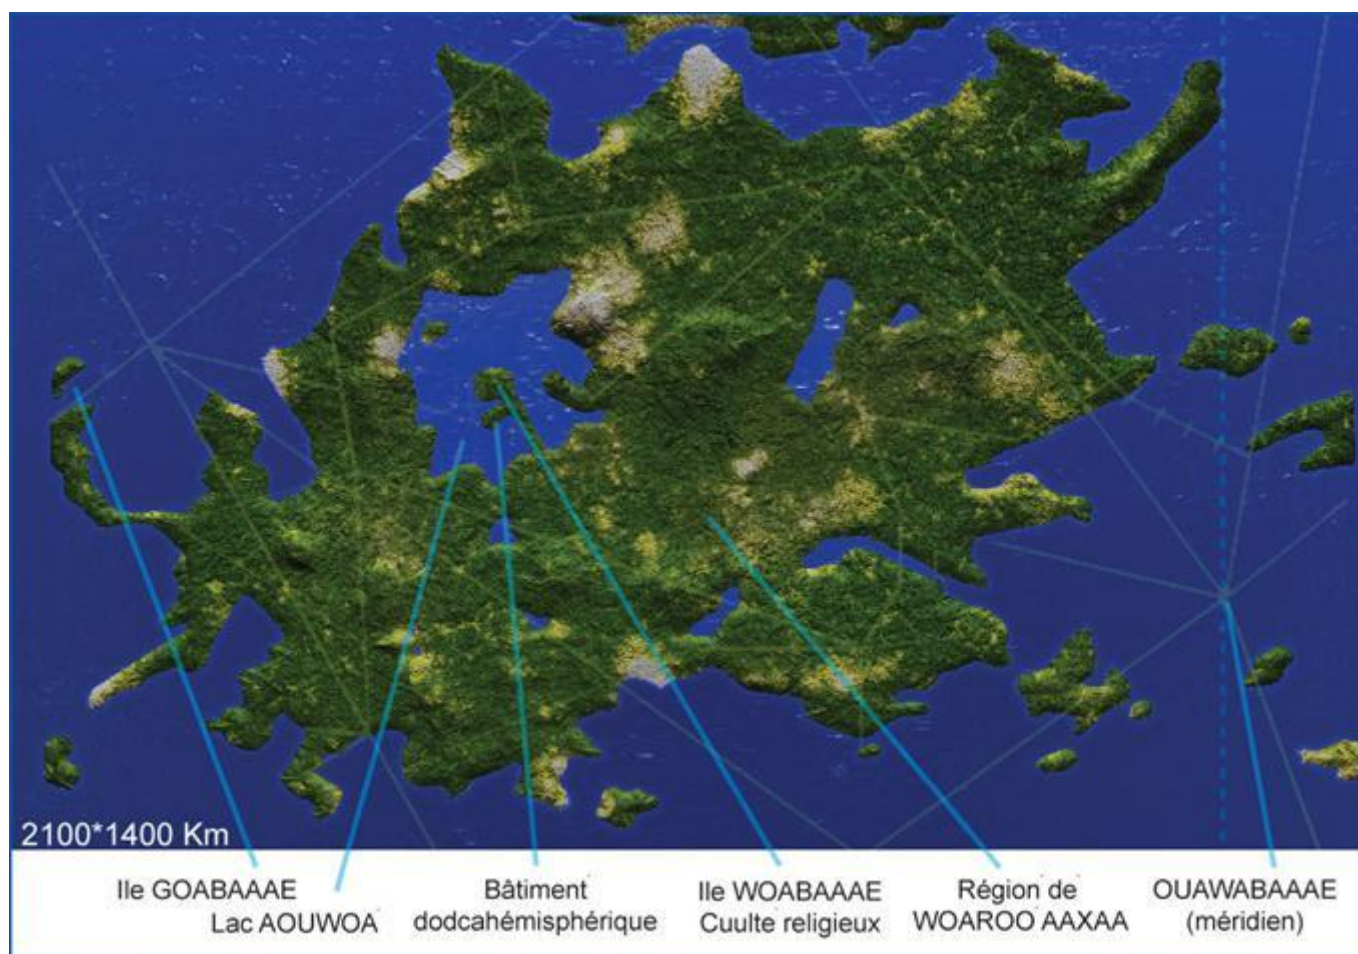 2100*1400 Km
Ile GOABAAAE
Lac AOUWOA
Bâtiment
dodcahémisphérique
Ile WOABAAAE
Cuulte religieux
Région de
WOAROO AAXAA
OUAWABAAAE
(méridien)